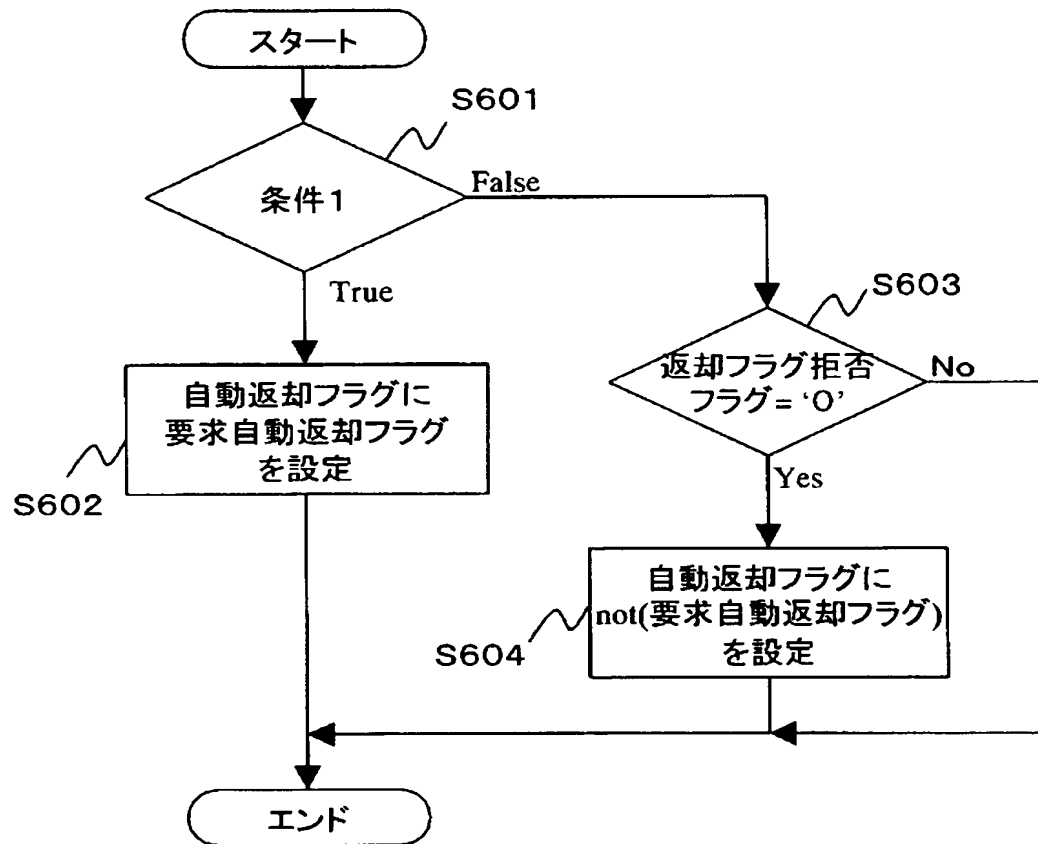 スタート
S601
条件1
False
True
S603
返却フラグ拒否
フラグ=‘0’
No
自動返却フラグに
要求自動返却フラグ
を設定
S602
Yes
自動返却フラグに
not(要求自動返却フラグ)
を設定
S604
エンド